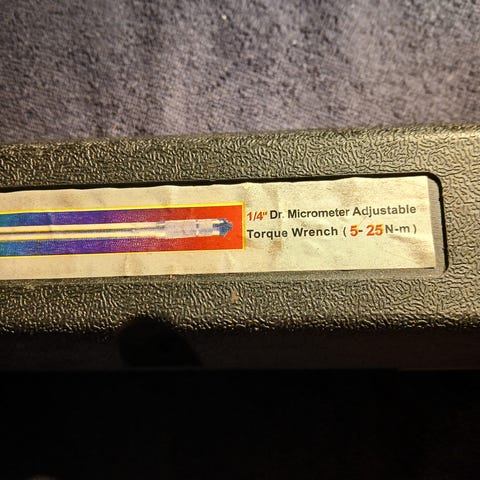 1/4" Dr. Micrometer Adjustable
Torque Wrench ( 5- 25 N-m )